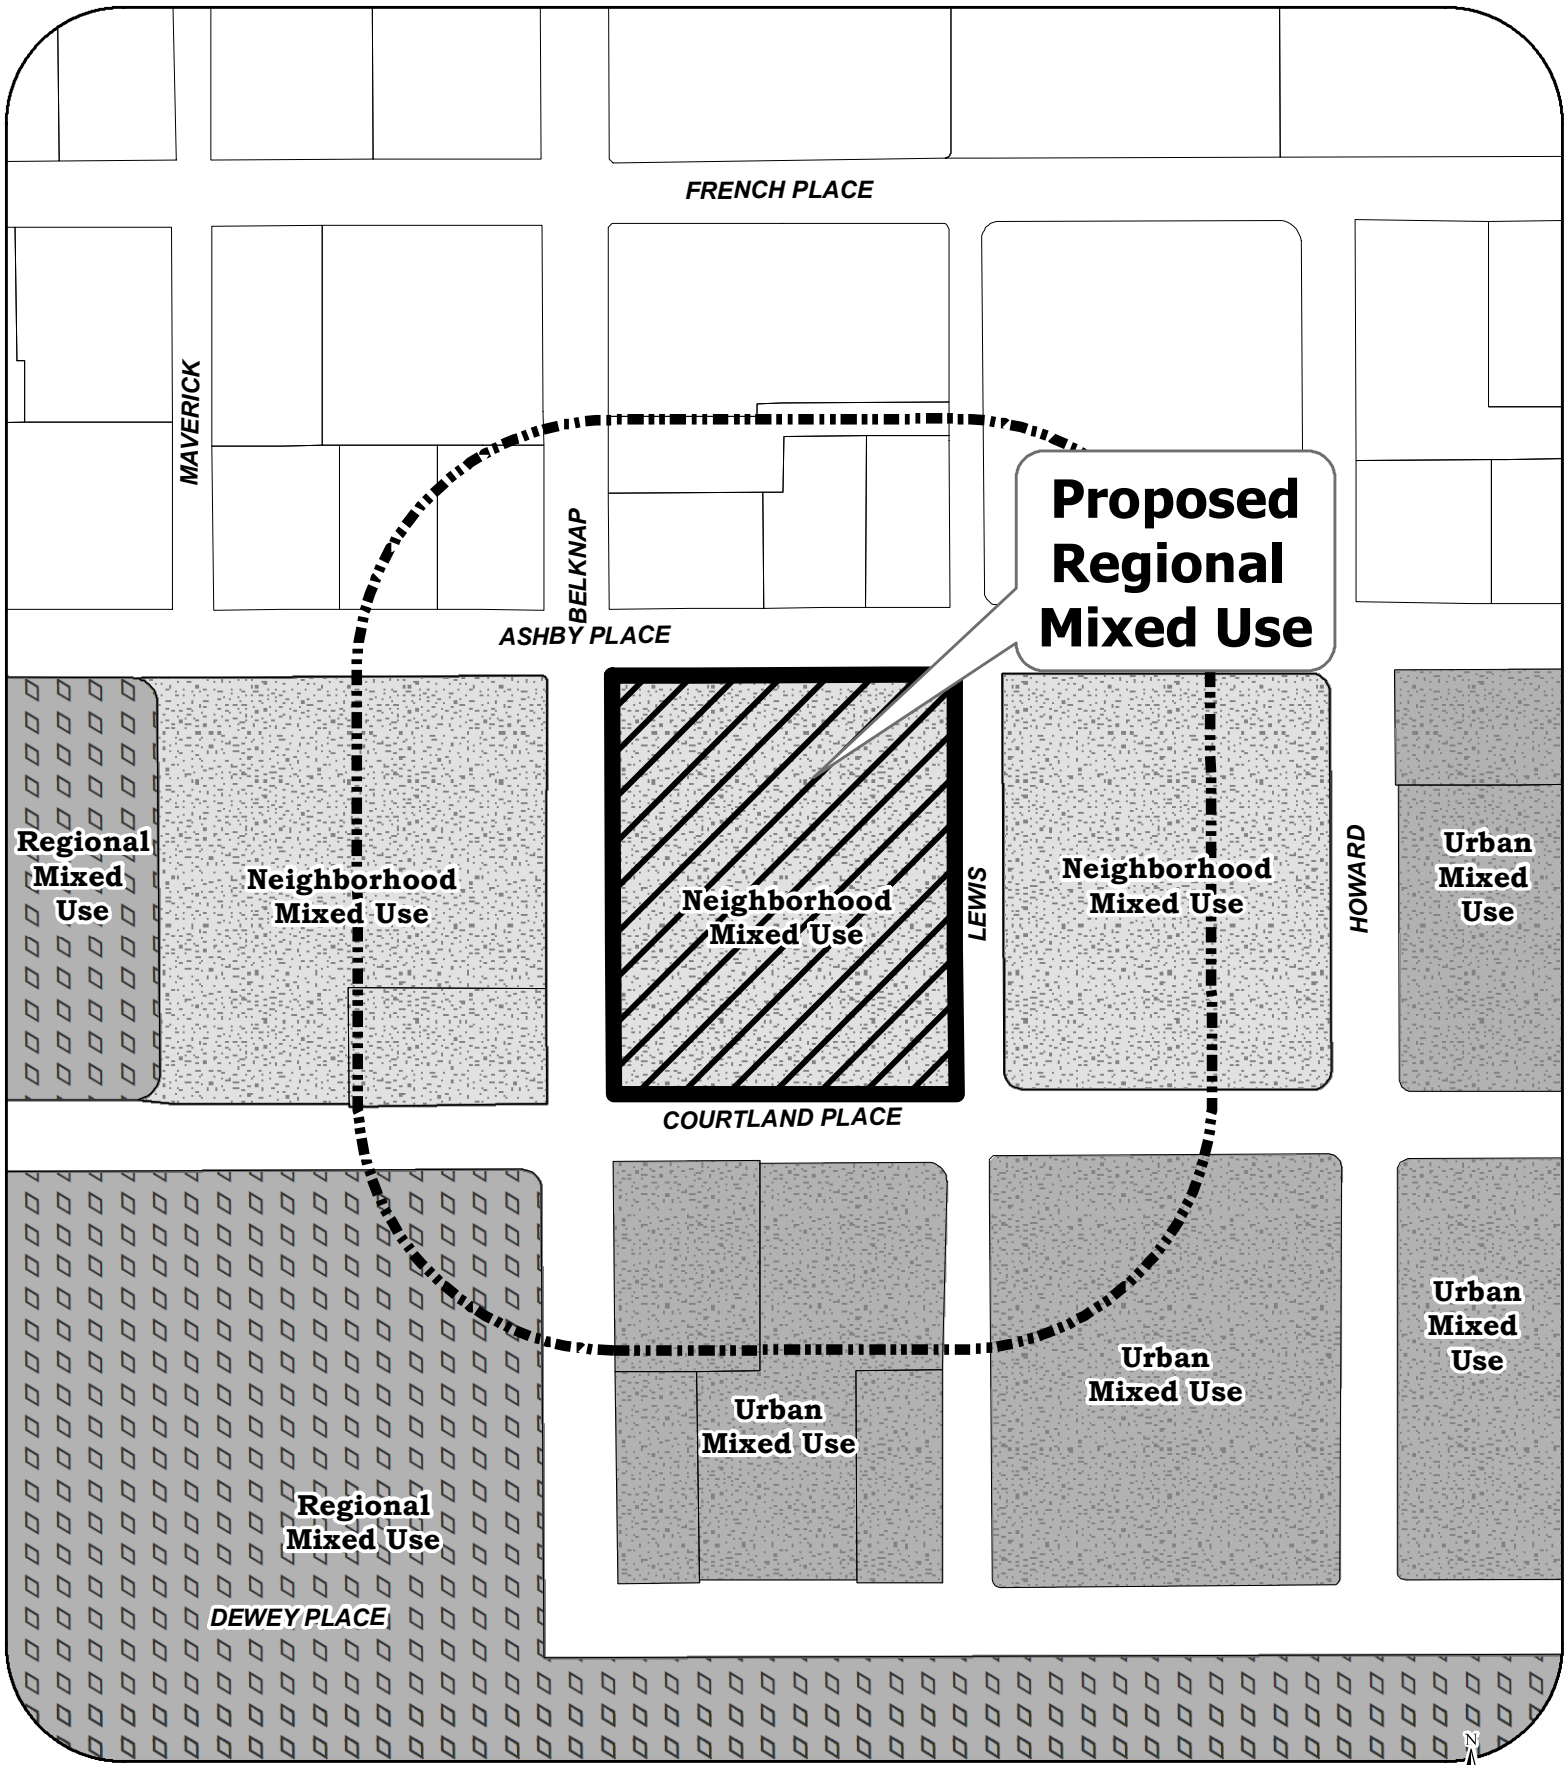 FRENCH PLACE
MAVERICK
BELKNAP
Proposed
Regional
Mixed Use
ASHBY PLACE
Regional
Mixed
Use
Neighborhood
Mixed Use
Neighborhood
Mixed Use
LEWIS
Neighborhood
Mixed Use
HOWARD
Urban
Mixed
Use
COURTLAND PLACE
Urban
Mixed Use
Urban
Mixed Use
Urban
Mixed
Use
Regional
Mixed Use
DEWEY PLACE
N